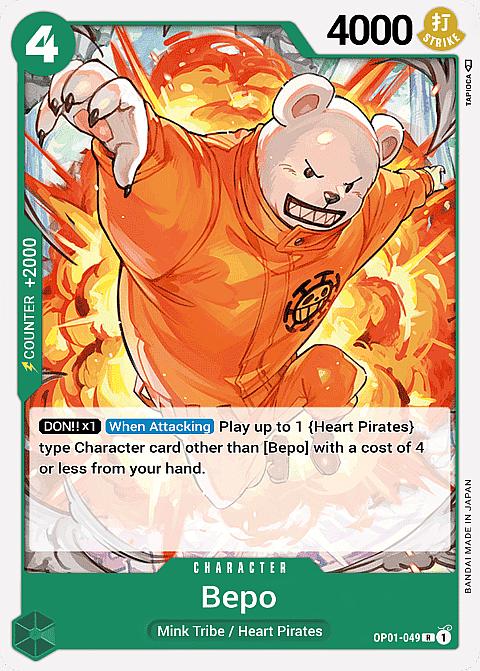 4
4000
打
STRIKE
TAPIOCA
COUNTER +2000
DON!! x1 When Attacking Play up to 1 {Heart Pirates}
type Character card other than [Bepo] with a cost of 4
or less from your hand.
BANDAI MADE IN JAPAN
CHARACTER
Bepo
Mink Tribe / Heart Pirates
OP01-049 R 1